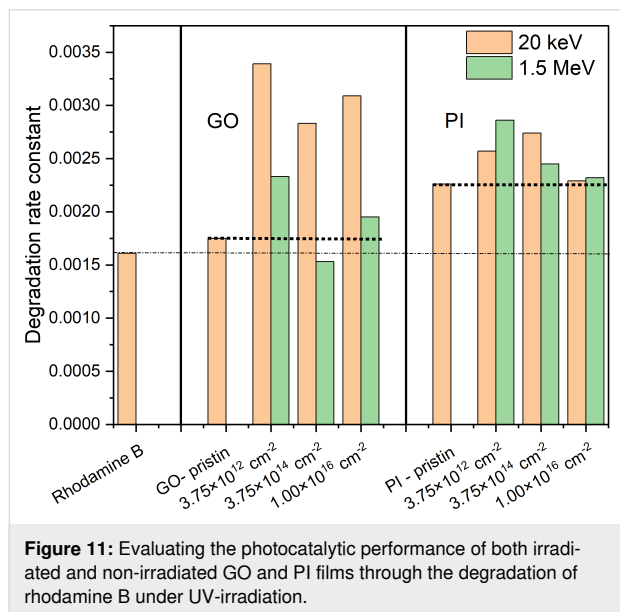 20 keV
1.5 MeV
GO
PI
Degradation rate constant
0.0035
0.0030
0.0025
0.0020
0.0015
0.0010
0.0005
0.0000
Rhodamine B
GO- pristin
3.75×10¹² cm⁻²
3.75×10¹⁴ cm⁻²
1.00×10¹⁶ cm⁻²
PI - pristin
3.75×10¹² cm⁻²
3.75×10¹⁴ cm⁻²
1.00×10¹⁶ cm⁻²
Figure 11: Evaluating the photocatalytic performance of both irradi-
ated and non-irradiated GO and PI films through the degradation of
rhodamine B under UV-irradiation.